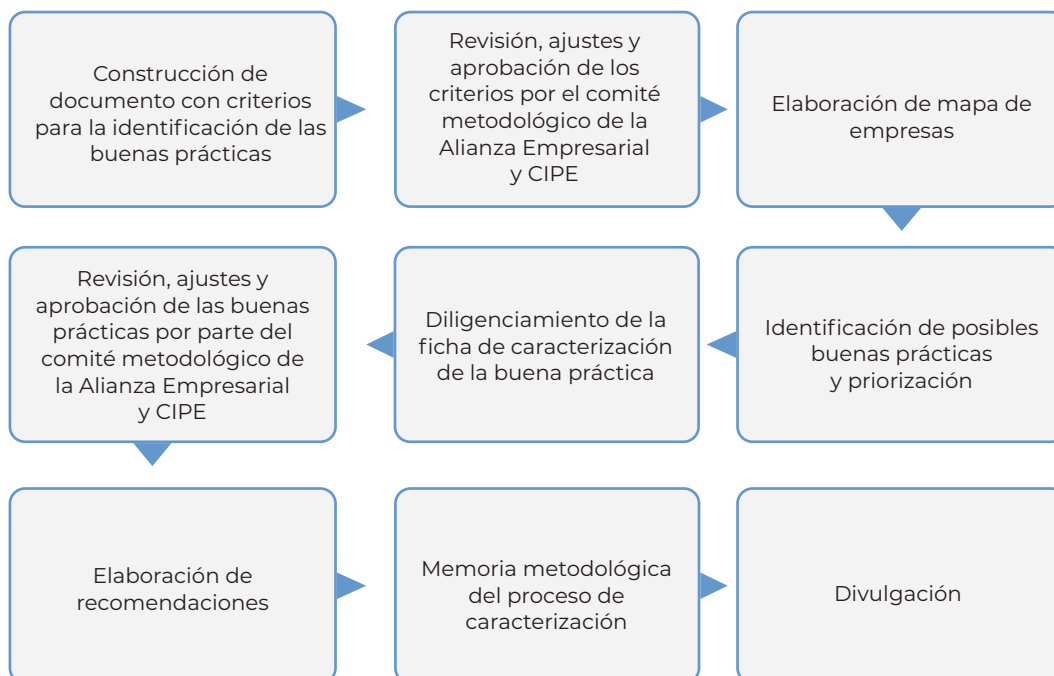 Construcción de
documento con criterios
para la identificación de las
buenas prácticas
Revisión, ajustes y
aprobación de los
criterios por el comité
metodológico de la
Alianza Empresarial
y CIPE
Elaboración de mapa de
empresas
Identificación de posibles
buenas prácticas
y priorización
Diligenciamiento de la
ficha de caracterización
de la buena práctica
Revisión, ajustes y
aprobación de las buenas
prácticas por parte del
comité metodológico de
la Alianza Empresarial
y CIPE
Elaboración de
recomendaciones
Memoria metodológica
del proceso de
caracterización
Divulgación